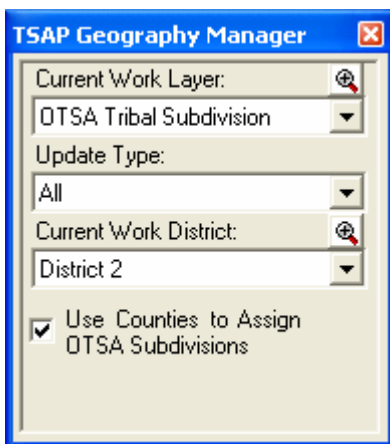 TSAP Geography Manager
Current Work Layer:
OTSA Tribal Subdivision
Update Type:
All
Current Work District:
District 2
Use Counties to Assign
OTSA Subdivisions